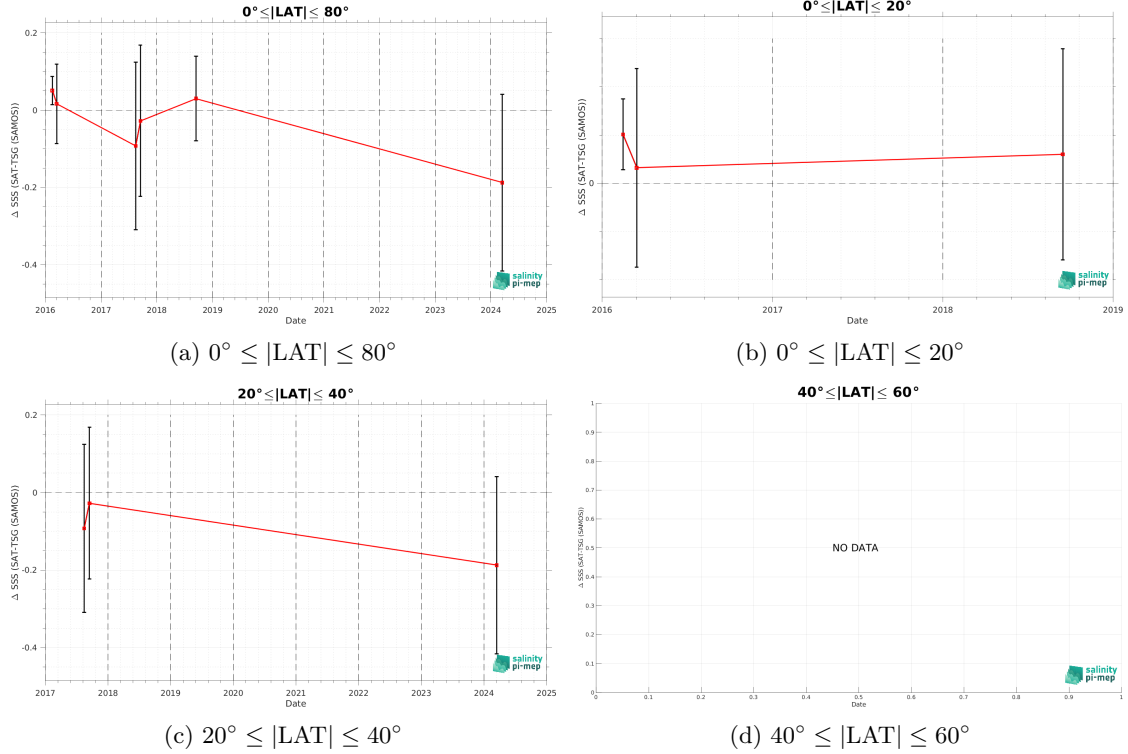 0°≤|LAT|≤ 80°
0.2
0
-0.2
-0.4
Δ SSS (SAT-TSG (SAMOS))
2016 2017 2018 2019 2020 2021 2022 2023 2024 2025
Date
salinity
pi-mep
(a) 0° ≤ |LAT| ≤ 80°
0°≤|LAT|≤ 20°
0
Δ SSS (SAT-TSG (SAMOS))
2016 2017 2018 2019
Date
salinity
pi-mep
(b) 0° ≤ |LAT| ≤ 20°
20°≤|LAT|≤ 40°
0.2
0
-0.2
-0.4
Δ SSS (SAT-TSG (SAMOS))
2017 2018 2019 2020 2021 2022 2023 2024 2025
Date
salinity
pi-mep
(c) 20° ≤ |LAT| ≤ 40°
40°≤|LAT|≤ 60°
1
0.9
0.8
0.7
0.6
0.5
0.4
0.3
0.2
0.1
0
Δ SSS (SAT-TSG (SAMOS))
NO DATA
0 0.1 0.2 0.3 0.4 0.5 0.6 0.7 0.8 0.9 1
Date
salinity
pi-mep
(d) 40° ≤ |LAT| ≤ 60°